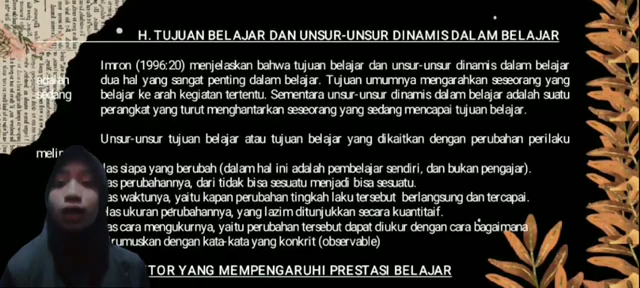 H. TUJUAN BELAJAR DAN UNSUR-UNSUR DINAMIS DALAM BELAJAR
Imron (1996:20) menjelaskan bahwa tujuan belajar dan unsur-unsur dinamis dalam belajar
adalah dua hal yang sangat penting dalam belajar. Tujuan umumnya mengarahkan seseorang yang
sedang belajar ke arah kegiatan tertentu. Sementara unsur-unsur dinamis dalam belajar adalah suatu
perangkat yang turut menghantarkan seseorang yang sedang mencapai tujuan belajar.
Unsur-unsur tujuan belajar atau tujuan belajar yang dikaitkan dengan perubahan perilaku
as siapa yang berubah (dalam hal ini adalah pembelajar sendiri, dan bukan pengajar).
as perubahannya, dari tidak bisa sesuatu menjadi bisa sesuatu.
as waktunya, yaitu kapan perubahan tingkah laku tersebut berlangsung dan tercapai.
las ukuran perubahannya, yang lazim ditunjukkan secara kuantitaif.
as cara mengukurnya, yaitu perubahan tersebut dapat diukur dengan cara bagaimana
rumuskan dengan kata-kata yang konkrit (observable)
TOR YANG MEMPENGARUHI PRESTASI BELAJAR